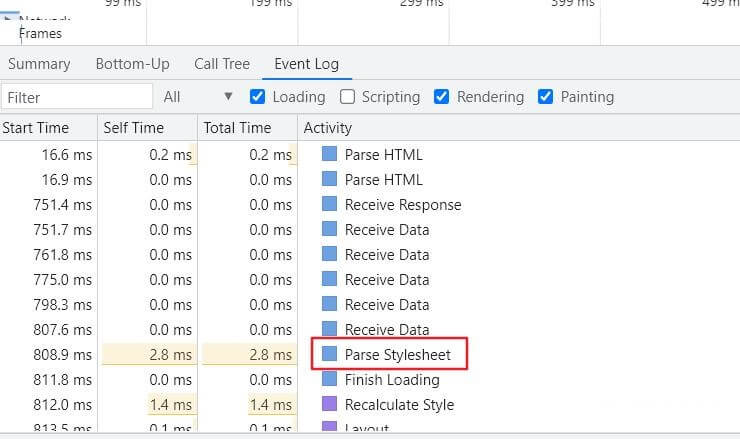 99 ms 199 ms 299 ms 399 ms 499 m
Network
Frames
Summary Bottom-Up Call Tree Event Log
Filter All Loading Scripting Rendering Painting
Start Time Self Time Total Time Activity
16.6 ms 0.2 ms 0.2 ms Parse HTML
16.9 ms 0.0 ms 0.0 ms Parse HTML
751.4 ms 0.0 ms 0.0 ms Receive Response
751.7 ms 0.0 ms 0.0 ms Receive Data
761.8 ms 0.0 ms 0.0 ms Receive Data
775.0 ms 0.0 ms 0.0 ms Receive Data
798.3 ms 0.0 ms 0.0 ms Receive Data
807.6 ms 0.0 ms 0.0 ms Receive Data
808.9 ms 2.8 ms 2.8 ms Parse Stylesheet
811.8 ms 0.0 ms 0.0 ms Finish Loading
812.0 ms 1.4 ms 1.4 ms Recalculate Style
813.5 ms 0.1 ms 0.1 ms Layout